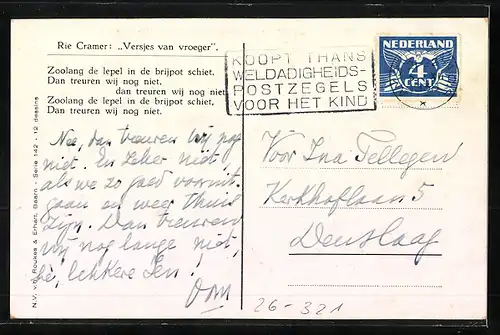 Rie Cramer: „Versjes van vroeger".
Zoolang de lepel in de brijpot schiet.
Dan treuren wij nog niet.
dan treuren wij nog niet
Zoolang de lepel in de brijpot schiet,
Dan treuren wij nog niet.
Nee, dan treuren wij nog
niet. En zeker niet,
als we zo goed vooruit
gaan en weer thuis
zijn. Dan treuren
wij nog lange niet,
hè, lekkere Ien!
Oom
N.V. v.h. Roukes & Erhart, Baarn - Serie 142 - 12 dessins
KOOPT THANS
WELDADIGHEIDS-
POSTZEGELS
VOOR HET KIND
NEDERLAND
4
CENT
Voor Ina Tellegen
Kerkhoflaan 5
Den Haag
26-321